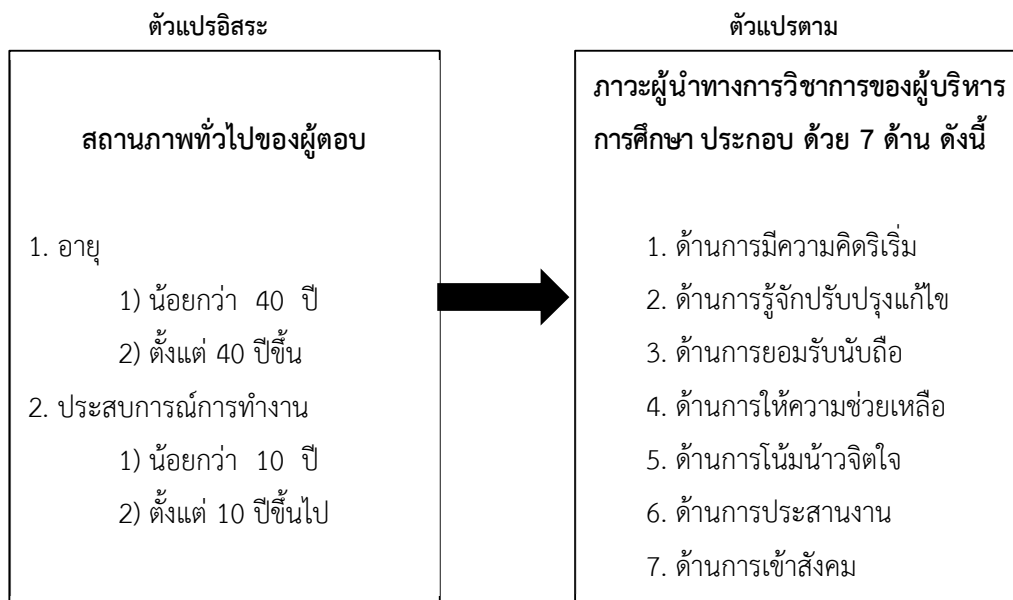 ตัวแปรอิสระ
สถานภาพทั่วไปของผู้ตอบ
1. อายุ
1) น้อยกว่า 40 ปี
2) ตั้งแต่ 40 ปีขึ้น
2. ประสบการณ์การทำงาน
1) น้อยกว่า 10 ปี
2) ตั้งแต่ 10 ปีขึ้นไป
ตัวแปรตาม
ภาวะผู้นำทางการวิชาการของผู้บริหาร
การศึกษา ประกอบ ด้วย 7 ด้าน ดังนี้
1. ด้านการมีความคิดริเริ่ม
2. ด้านการรู้จักปรับปรุงแก้ไข
3. ด้านการยอมรับนับถือ
4. ด้านการให้ความช่วยเหลือ
5. ด้านการโน้มน้าวจิตใจ
6. ด้านการประสานงาน
7. ด้านการเข้าสังคม